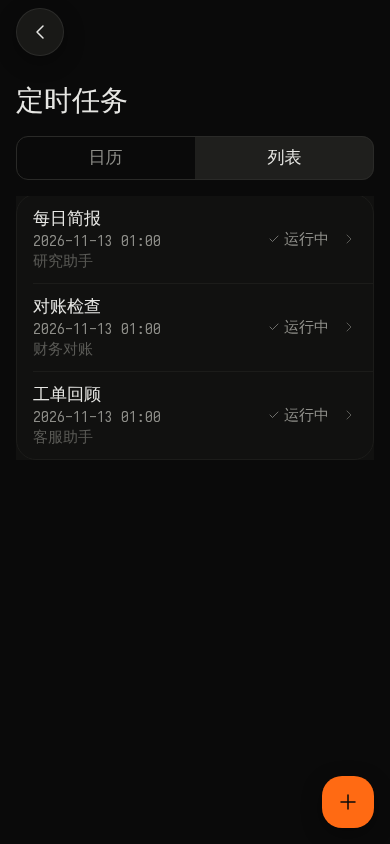 定时任务
日历
列表
每日简报
2026-11-13 01:00
研究助手
运行中
对账检查
2026-11-13 01:00
财务对账
运行中
工单回顾
2026-11-13 01:00
客服助手
运行中